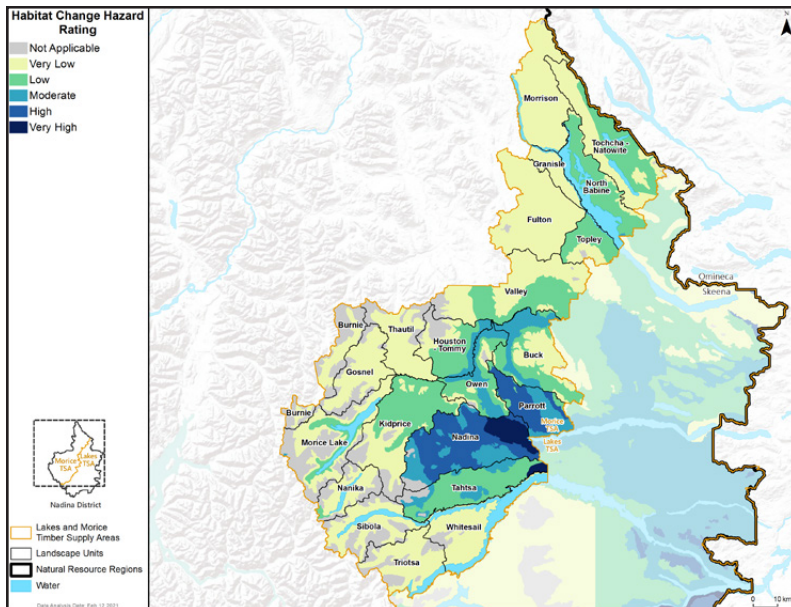 Habitat Change Hazard
Rating
Not Applicable
Very Low
Low
Moderate
High
Very High
Morrison
Tochcha -
Natowite
Granisle
North
Babine
Fulton
Topley
Omineca
Skeena
Valley
Burnie
Thautil
Houston
Tommy
Buck
Gosnel
Owen
Burnie
Parrott
Morice
TSA
Kidprice
Lakes
TSA
Morice Lake
Nadina
Nanika
Tahtsa
Sibola
Whitesail
Triotsa
Morice
TSA
Lakes
TSA
Nadina District
Lakes and Morice
Timber Supply Areas
Landscape Units
Natural Resource Regions
Water
0 10 km